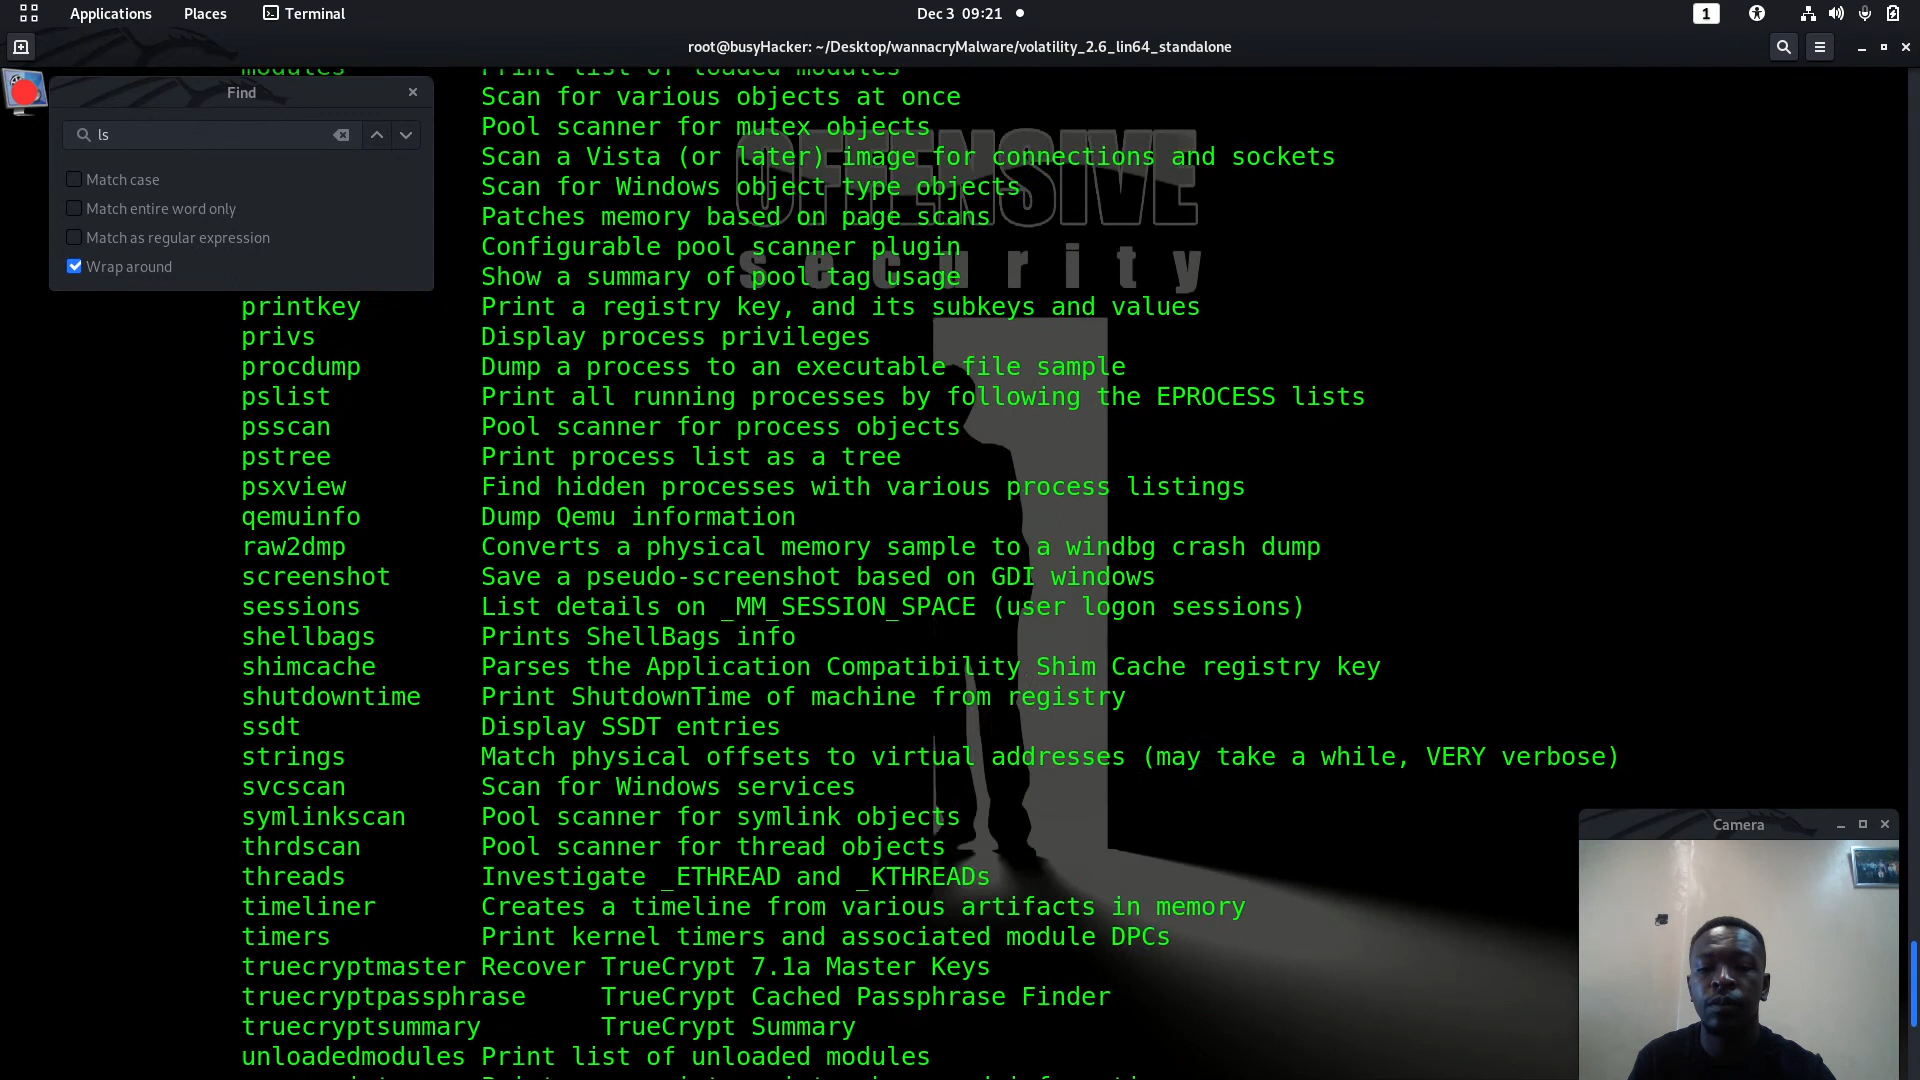 Applications Places Terminal Dec 3 09:21 1
root@busyHacker: ~/Desktop/wannacryMalware/volatility_2.6_lin64_standalone
modules Print list of loaded modules
Find
ls
Match case
Match entire word only
Match as regular expression
Wrap around
Scan for various objects at once
Pool scanner for mutex objects
Scan a Vista (or later) image for connections and sockets
Scan for Windows object type objects
Patches memory based on page scans
Configurable pool scanner plugin
Show a summary of pool tag usage
OFFENSIVE
security
printkey Print a registry key, and its subkeys and values
privs Display process privileges
procdump Dump a process to an executable file sample
pslist Print all running processes by following the EPROCESS lists
psscan Pool scanner for process objects
pstree Print process list as a tree
psxview Find hidden processes with various process listings
qemuinfo Dump Qemu information
raw2dmp Converts a physical memory sample to a windbg crash dump
screenshot Save a pseudo-screenshot based on GDI windows
sessions List details on _MM_SESSION_SPACE (user logon sessions)
shellbags Prints ShellBags info
shimcache Parses the Application Compatibility Shim Cache registry key
shutdowntime Print ShutdownTime of machine from registry
ssdt Display SSDT entries
strings Match physical offsets to virtual addresses (may take a while, VERY verbose)
svcscan Scan for Windows services
symlinkscan Pool scanner for symlink objects
thrdscan Pool scanner for thread objects
threads Investigate _ETHREAD and _KTHREADs
timeliner Creates a timeline from various artifacts in memory
timers Print kernel timers and associated module DPCs
truecryptmaster Recover TrueCrypt 7.1a Master Keys
truecryptpassphrase TrueCrypt Cached Passphrase Finder
truecryptsummary TrueCrypt Summary
unloadedmodules Print list of unloaded modules
Camera